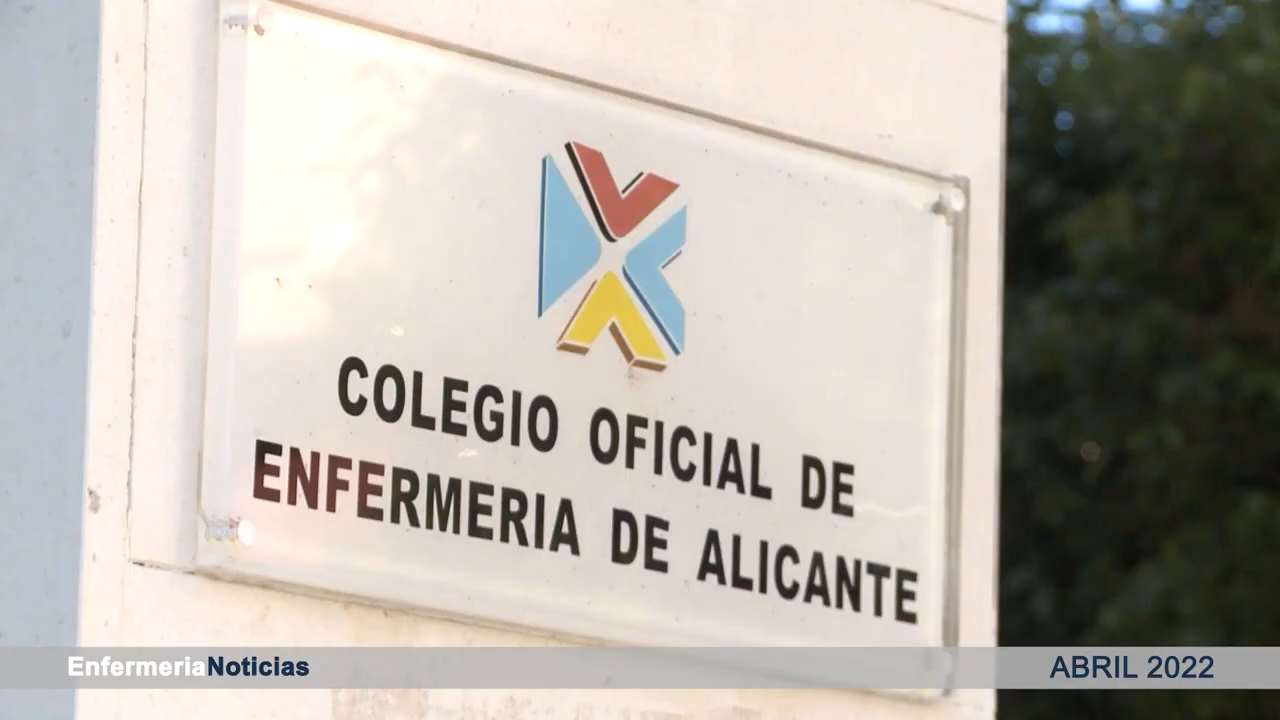 COLEGIO OFICIAL DE
ENFERMERIA DE ALICANTE
EnfermeriaNoticias
ABRIL 2022